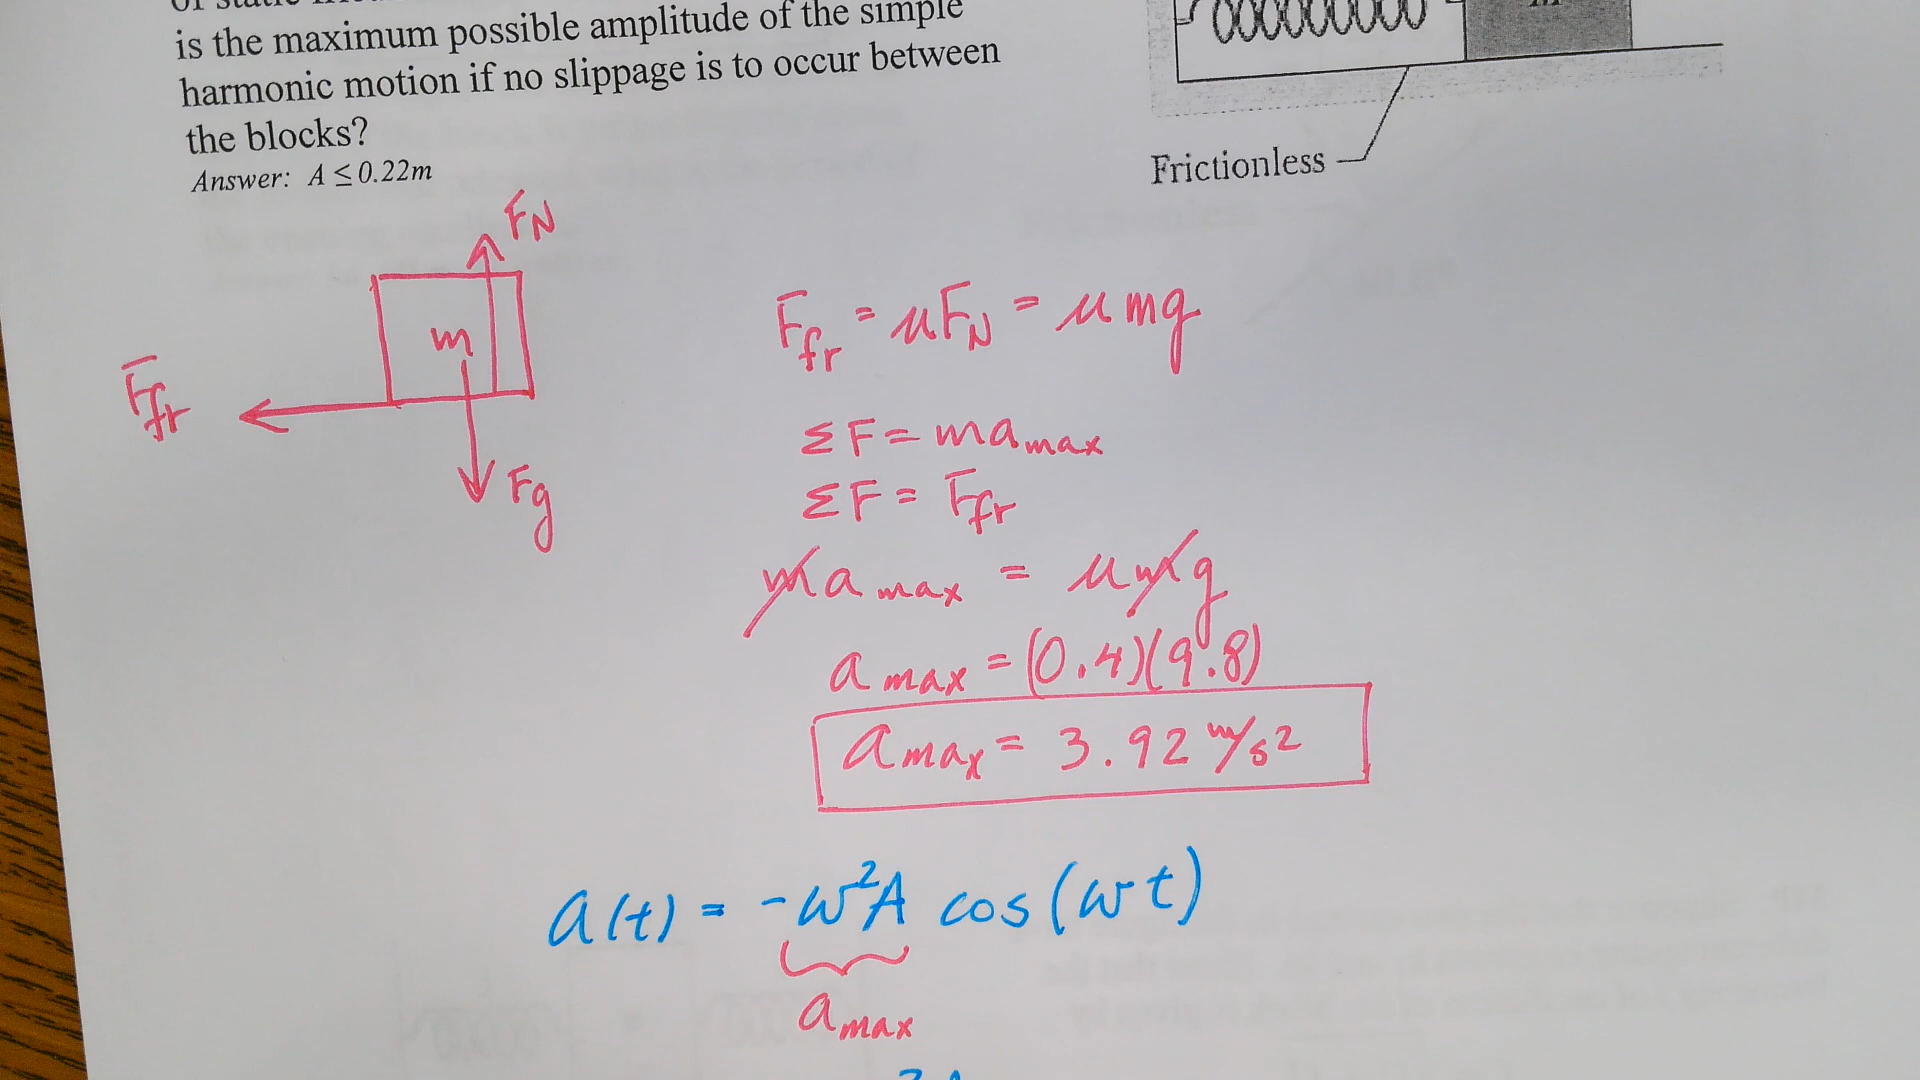 is the maximum possible amplitude of the simple
harmonic motion if no slippage is to occur between
the blocks?
Answer: A ≤ 0.22m
Frictionless
FN
m
Ffr
Fg
Ffr = μFN = μmg
ΣF = mamax
ΣF = Ffr
mamax = μmg
amax = (0.4)(9.8)
amax = 3.92 m/s2
a(t) = -ω²A cos(ωt)
amax